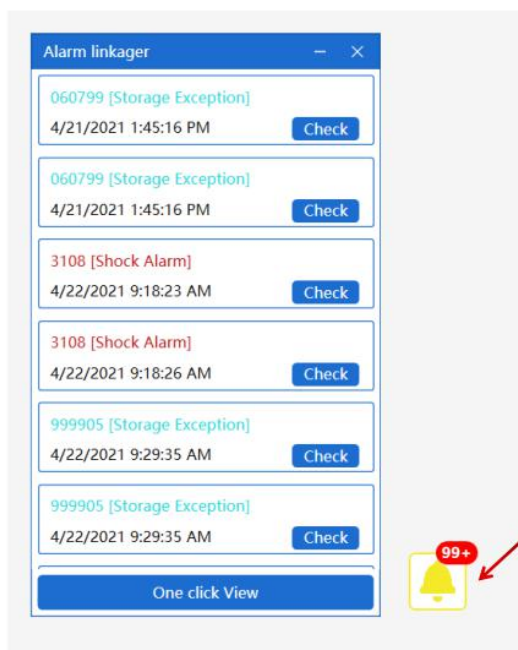 Alarm linkager
060799 [Storage Exception]
4/21/2021 1:45:16 PM
Check
060799 [Storage Exception]
4/21/2021 1:45:16 PM
Check
3108 [Shock Alarm]
4/22/2021 9:18:23 AM
Check
3108 [Shock Alarm]
4/22/2021 9:18:26 AM
Check
999905 [Storage Exception]
4/22/2021 9:29:35 AM
Check
999905 [Storage Exception]
4/22/2021 9:29:35 AM
Check
One click View
99+